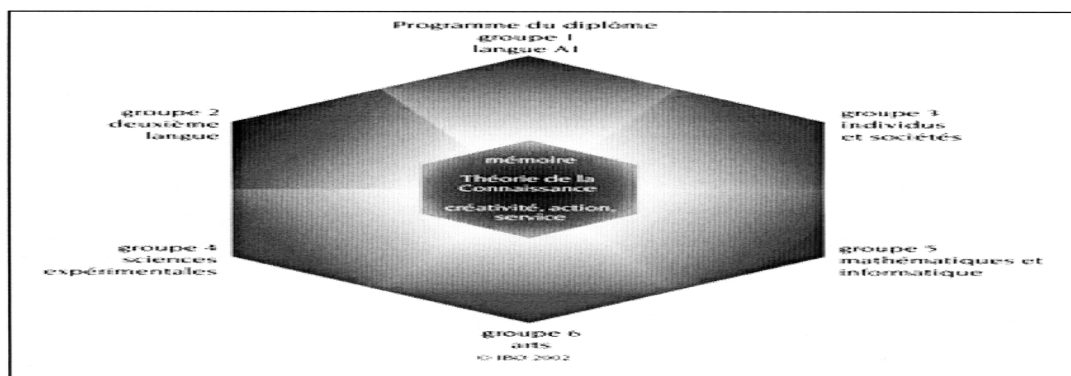 Programme du diplôme
groupe 1
langue A1
groupe 2
deuxième
langue
groupe 3
individus
et sociétés
mémoire
Théorie de la
Connaissance
créativité, action,
service
groupe 4
sciences
expérimentales
groupe 5
mathématiques et
informatique
groupe 6
arts
© IBO 2002